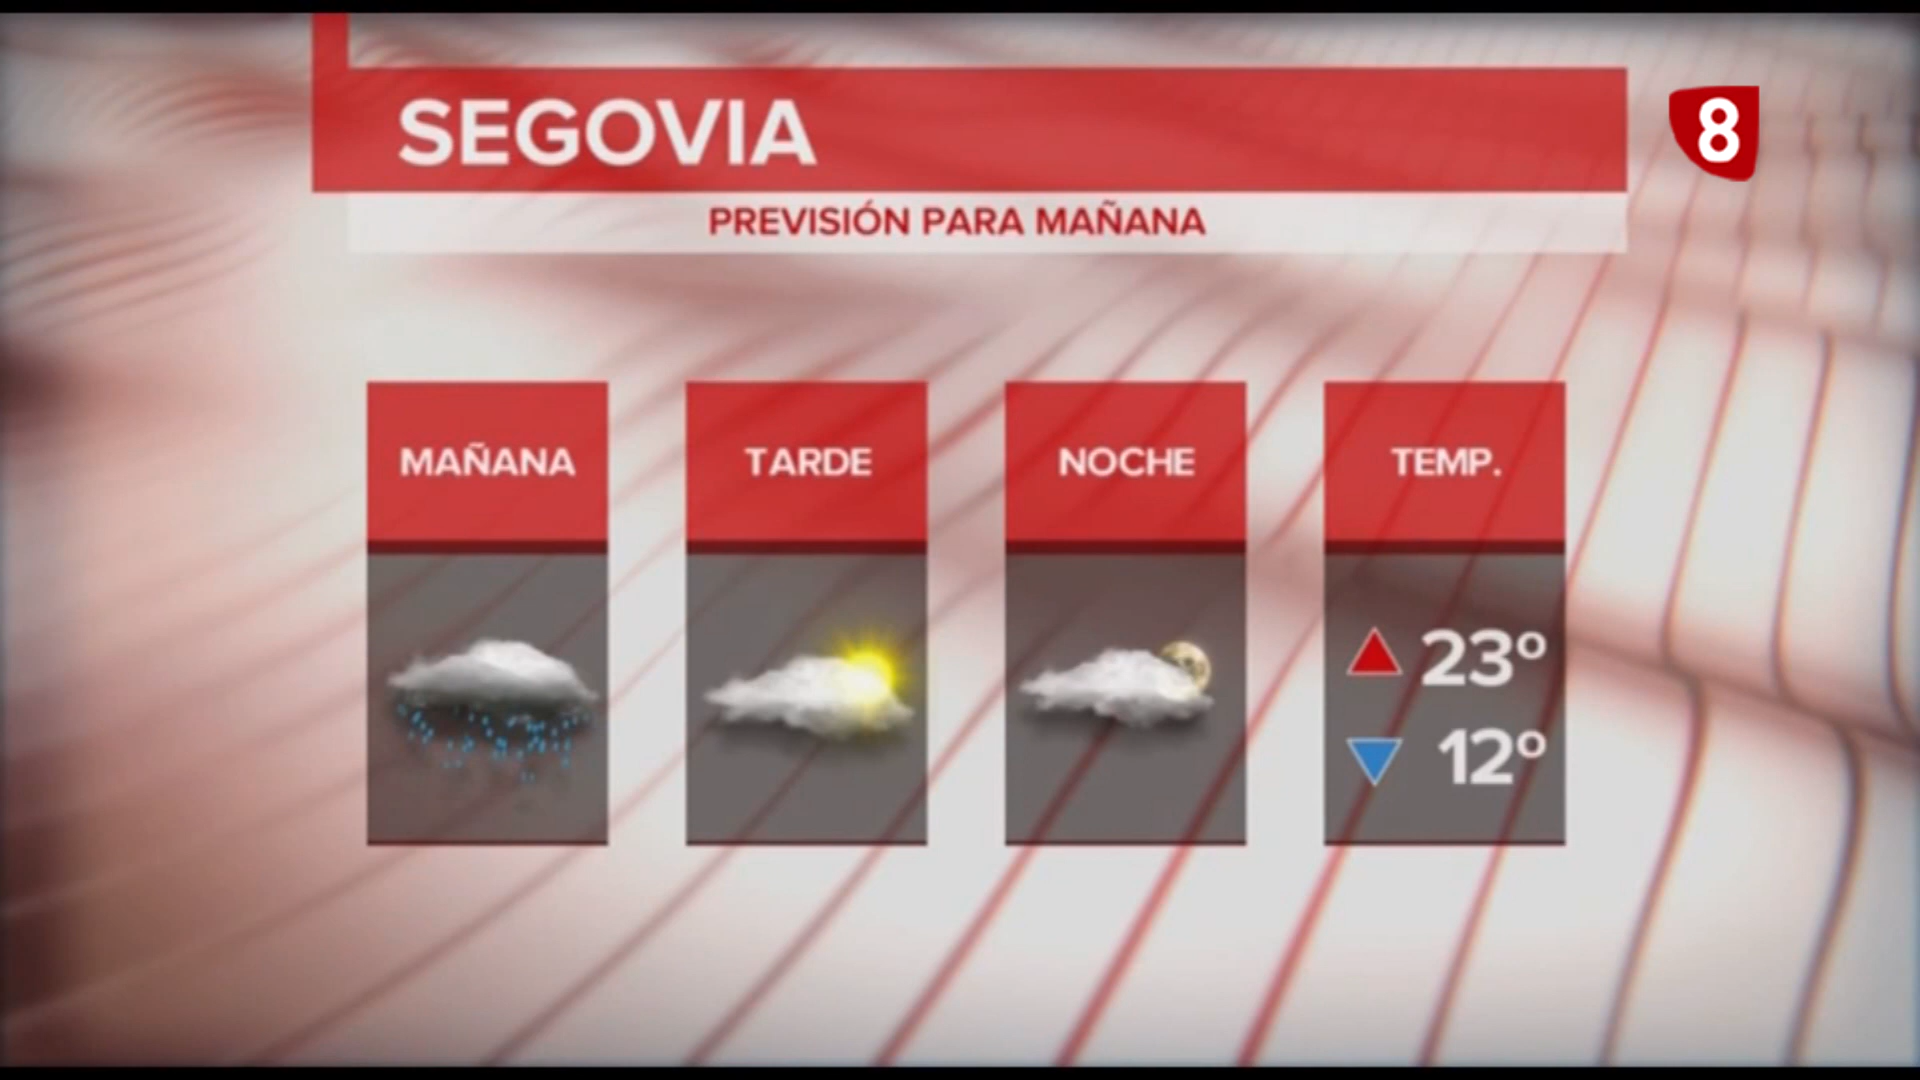 SEGOVIA
8
PREVISIÓN PARA MAÑANA
MAÑANA
TARDE
NOCHE
TEMP.
23º
12º